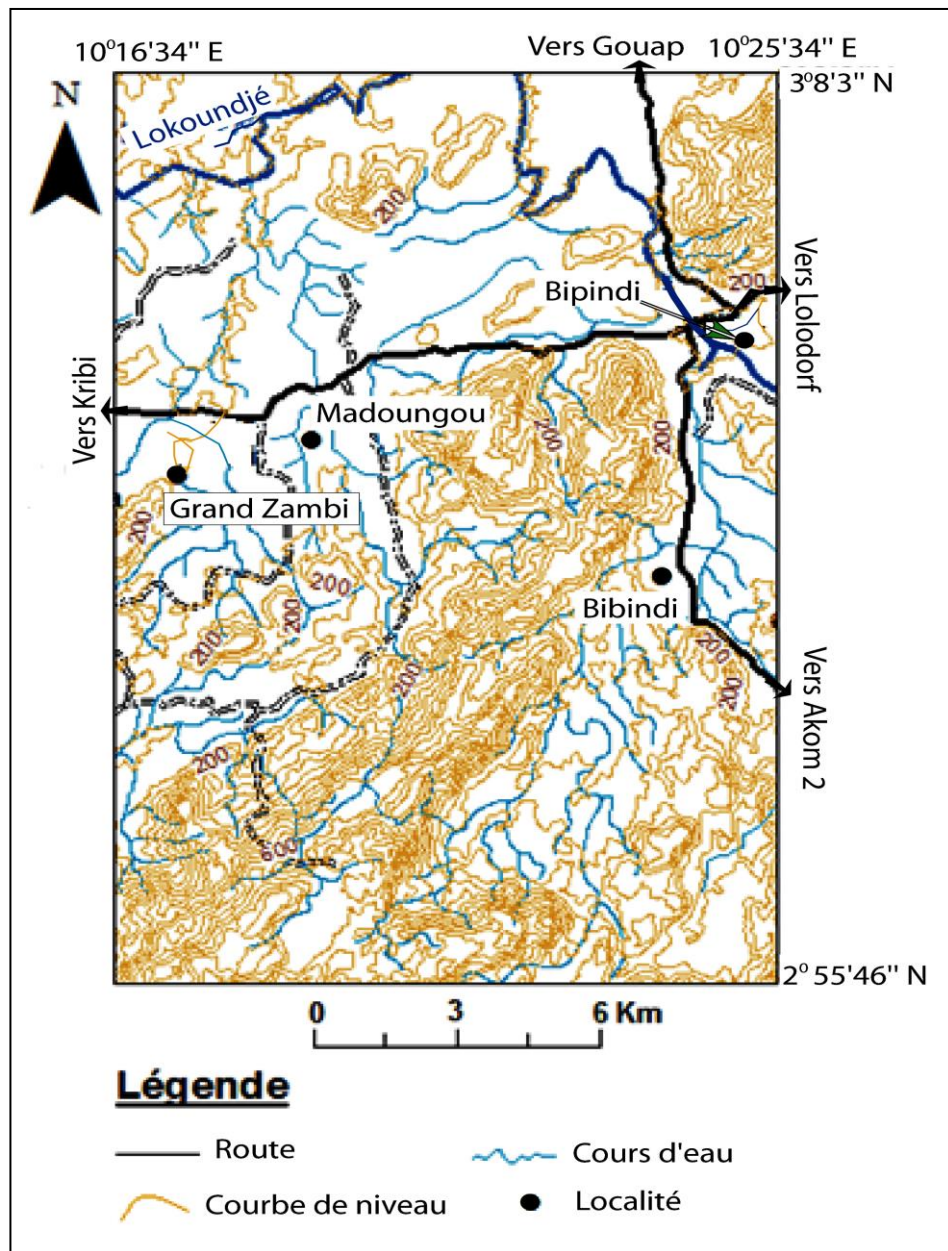 Vers Gouap
10°16'34'' E
10°25'34'' E
3°8'3'' N
N
Lokoundjé
200
200
Vers Lolodorf
Bipindi
Vers Kribi
Madoungou
200
200
Grand Zambi
200
200
Bibindi
200
200
200
200
200
200
Vers Akom 2
200
600
2° 55'46'' N
0 3 6 Km
Légende
Route
Cours d'eau
Courbe de niveau
Localité